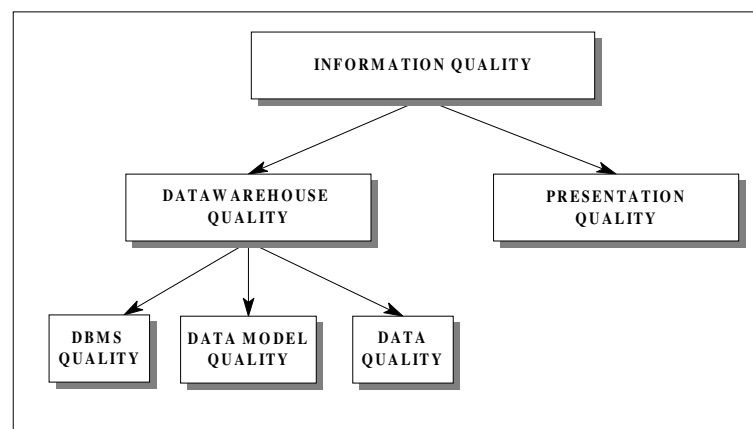 INFORMATION QUALITY
DATAWAREHOUSE
QUALITY
PRESENTATION
QUALITY
DBMS
QUALITY
DATA MODEL
QUALITY
DATA
QUALITY